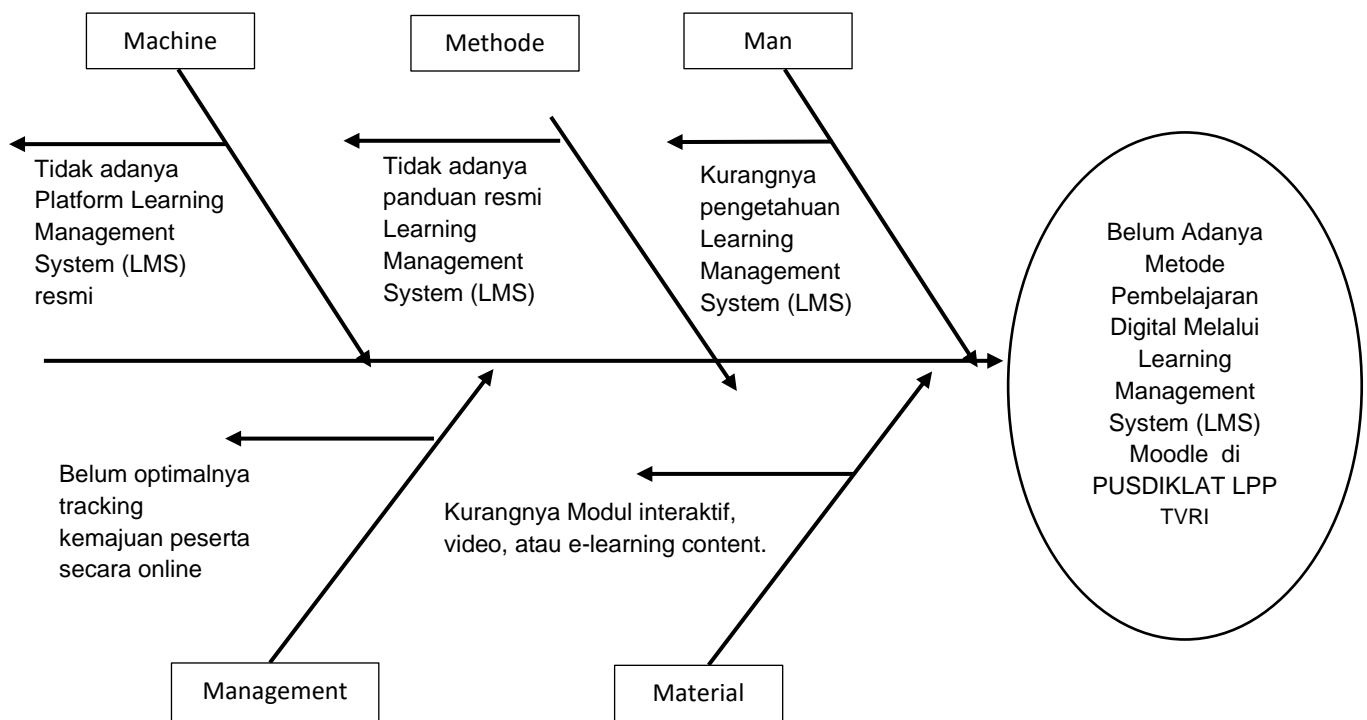 Machine
Methode
Man
Tidak adanya
Platform Learning
Management
System (LMS)
resmi
Tidak adanya
panduan resmi
Learning
Management
System (LMS)
Kurangnya
pengetahuan
Learning
Management
System (LMS)
Belum Adanya
Metode
Pembelajaran
Digital Melalui
Learning
Management
System (LMS)
Moodle di
PUSDIKLAT LPP
TVRI
Belum optimalnya
tracking
kemajuan peserta
secara online
Kurangnya Modul interaktif,
video, atau e-learning content.
Management
Material